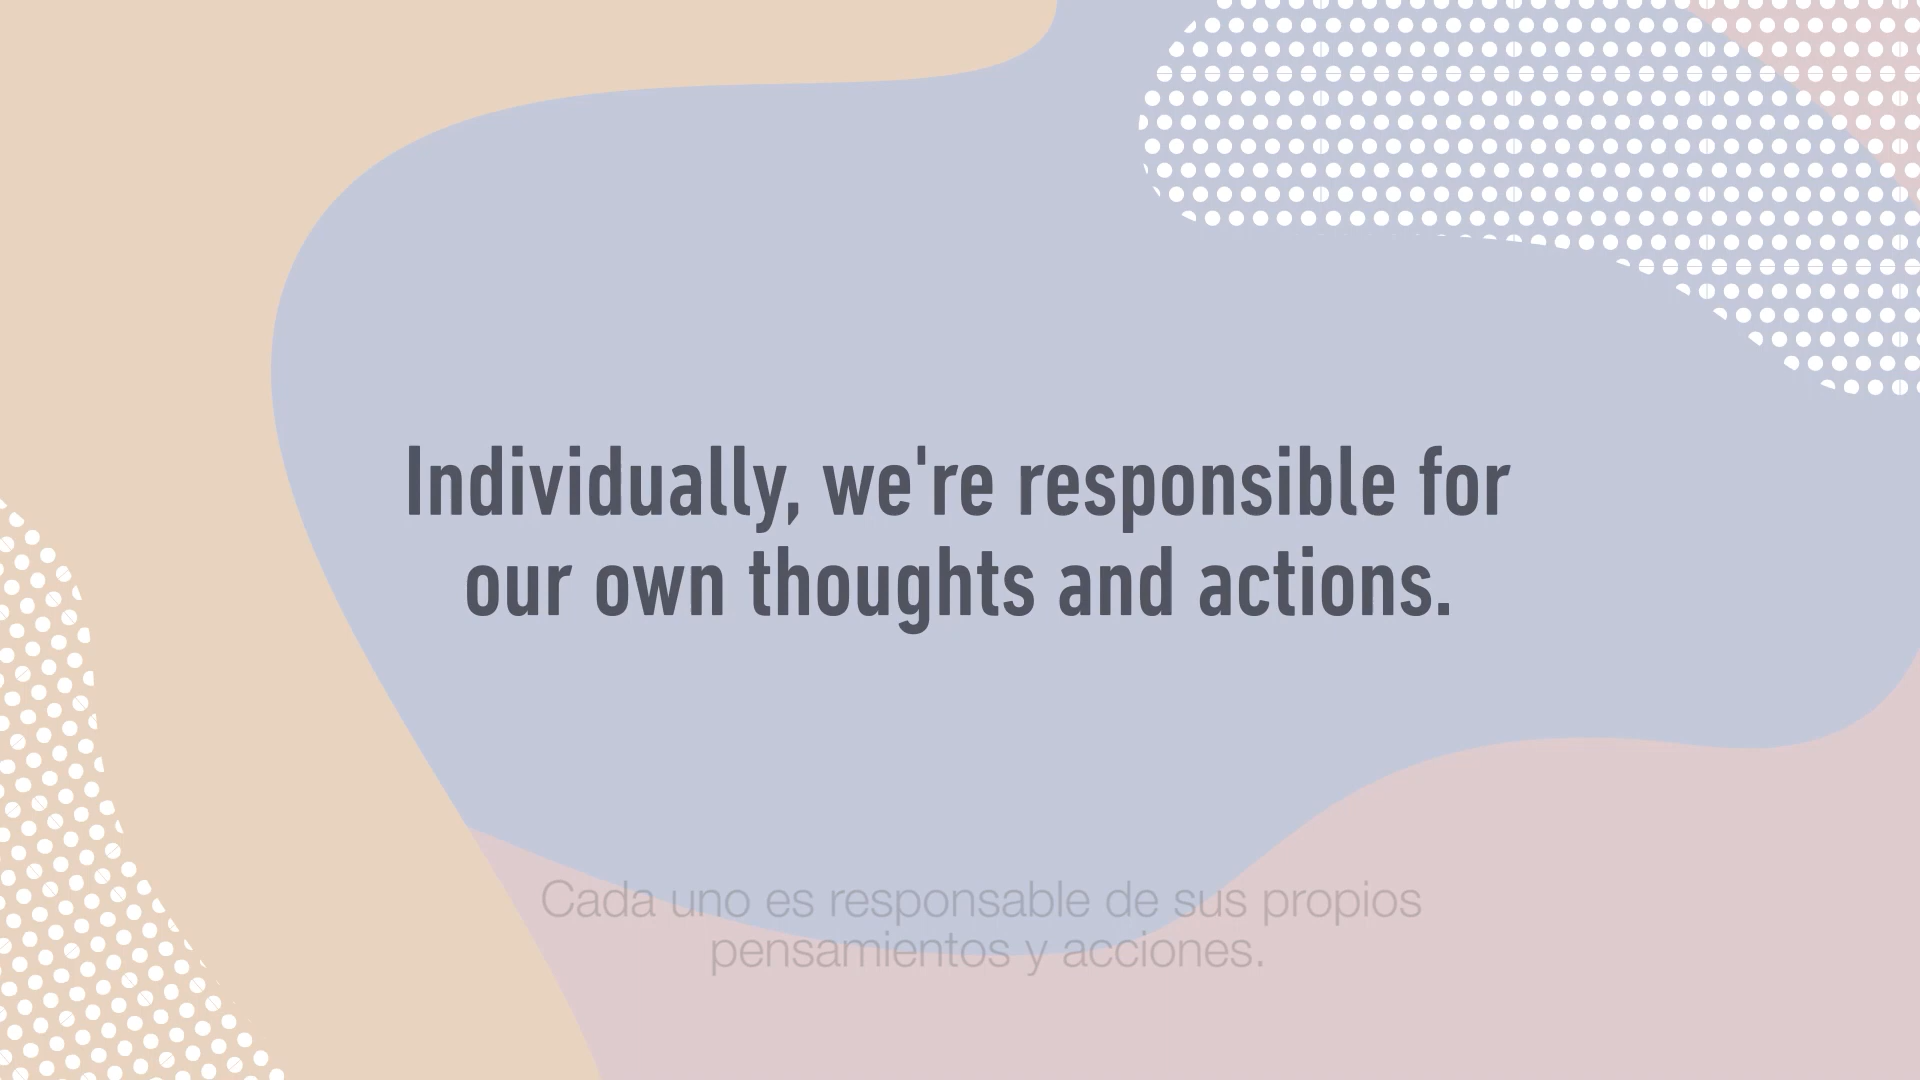 Individually, we're responsible for
our own thoughts and actions.
Cada uno es responsable de sus propios
pensamientos y acciones.